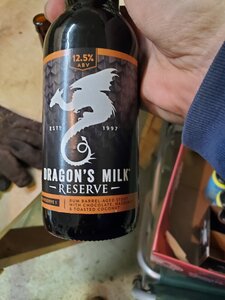 12.5%
ABV
ESTD 1997
DRAGON'S MILK
RESERVE
RUM BARREL-AGED STOUT
WITH CHOCOLATE,
& TOASTED COCONUT